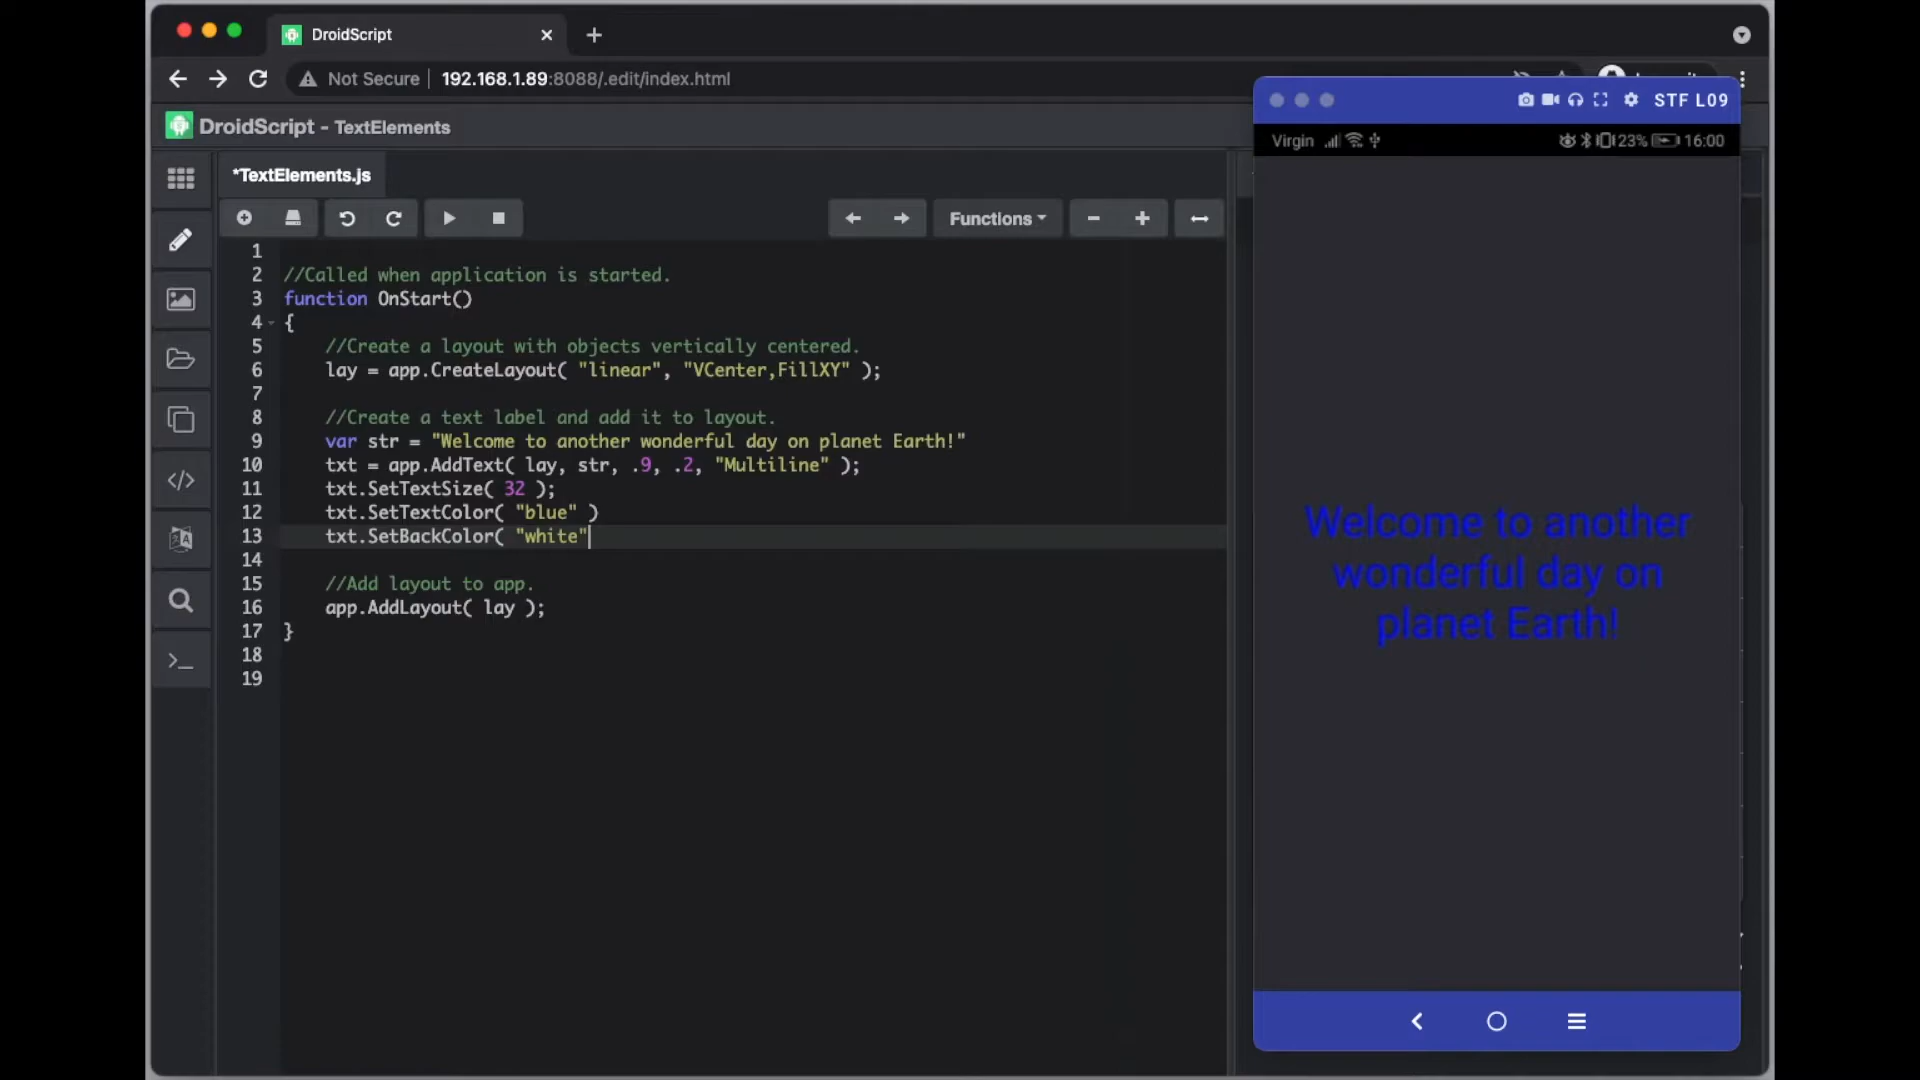 DroidScript
Not Secure
192.168.1.89:8088/.edit/index.html
DroidScript - TextElements
*TextElements.js
Functions
1
2 //Called when application is started.
3 function OnStart()
4 {
5 //Create a layout with objects vertically centered.
6 lay = app.CreateLayout( "linear", "VCenter,FillXY" );
7
8 //Create a text label and add it to layout.
9 var str = "Welcome to another wonderful day on planet Earth!"
10 txt = app.AddText( lay, str, .9, .2, "Multiline" );
11 txt.SetTextSize( 32 );
12 txt.SetTextColor( "blue" )
13 txt.SetBackColor( "white"
14
15 //Add layout to app.
16 app.AddLayout( lay );
17 }
18
19
STF L09
Virgin
23%
16:00
Welcome to another
wonderful day on
planet Earth!